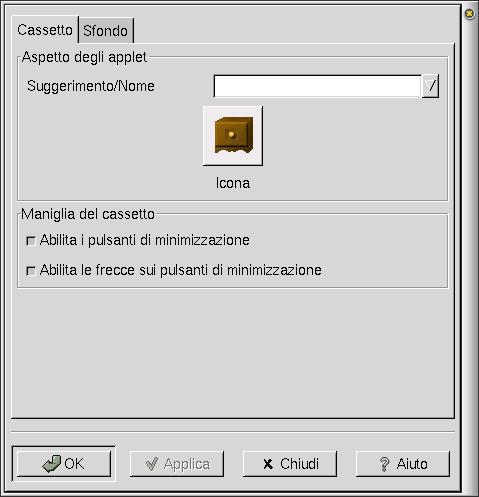 Cassetto Sfondo
Aspetto degli applet
Suggerimento/Nome
Icona
Maniglia del cassetto
Abilita i pulsanti di minimizzazione
Abilita le frecce sui pulsanti di minimizzazione
OK Applica Chiudi Aiuto